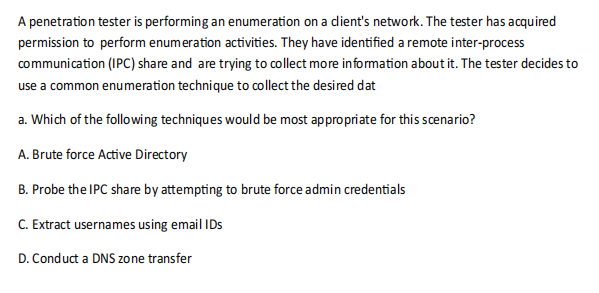 A penetration tester is performing an enumeration on a client's network. The tester has acquired
permission to perform enumeration activities. They have identified a remote inter-process
communication (IPC) share and are trying to collect more information about it. The tester decides to
use a common enumeration technique to collect the desired dat
a. Which of the following techniques would be most appropriate for this scenario?
A. Brute force Active Directory
B. Probe the IPC share by attempting to brute force admin credentials
C. Extract usernames using email IDs
D. Conduct a DNS zone transfer